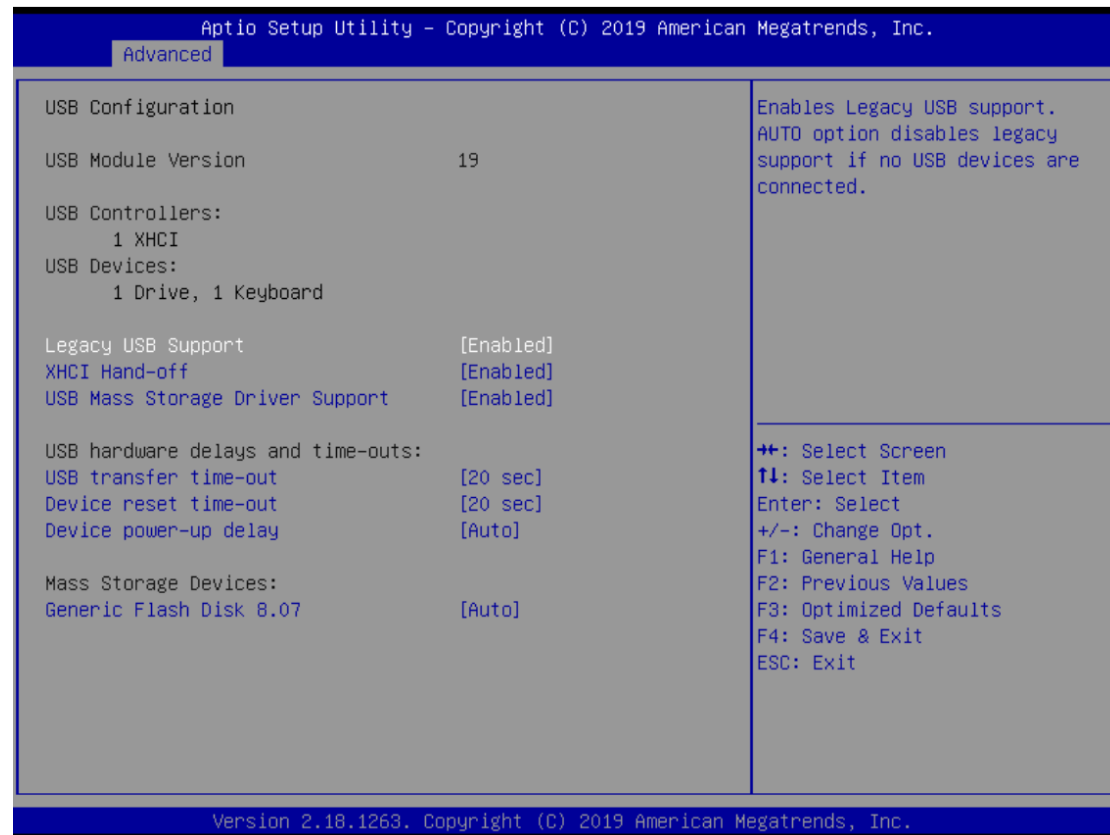 Aptio Setup Utility – Copyright (C) 2019 American Megatrends, Inc.
Advanced
USB Configuration
USB Module Version 19
USB Controllers:
1 XHCI
USB Devices:
1 Drive, 1 Keyboard
Legacy USB Support [Enabled]
XHCI Hand-off [Enabled]
USB Mass Storage Driver Support [Enabled]
USB hardware delays and time-outs:
USB transfer time-out [20 sec]
Device reset time-out [20 sec]
Device power-up delay [Auto]
Mass Storage Devices:
Generic Flash Disk 8.07 [Auto]
Enables Legacy USB support.
AUTO option disables legacy
support if no USB devices are
connected.
→←: Select Screen
↑↓: Select Item
Enter: Select
+/-: Change Opt.
F1: General Help
F2: Previous Values
F3: Optimized Defaults
F4: Save & Exit
ESC: Exit
Version 2.18.1263. Copyright (C) 2019 American Megatrends, Inc.